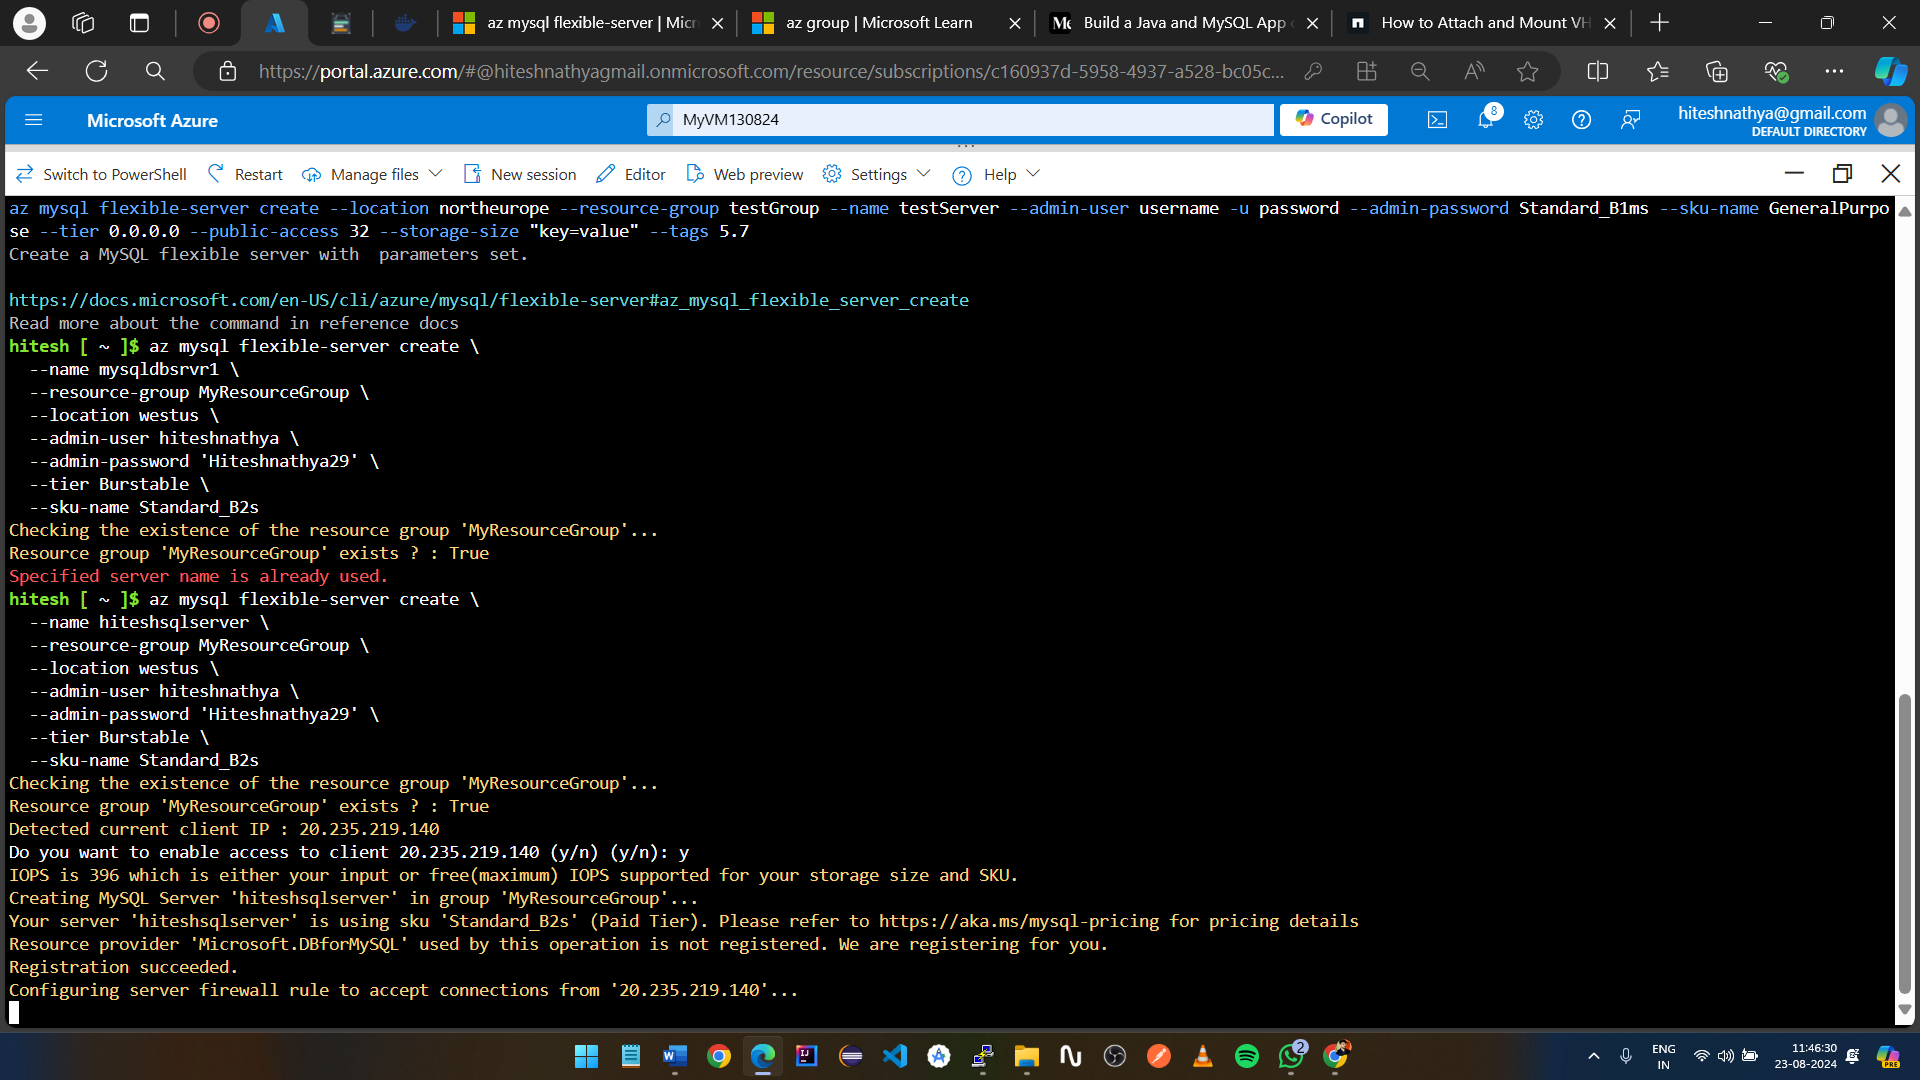 az mysql flexible-server | Micr
az group | Microsoft Learn
Build a Java and MySQL App
How to Attach and Mount VH
https://portal.azure.com/#@hiteshnathyagmail.onmicrosoft.com/resource/subscriptions/c160937d-5958-4937-a528-bc05c...
Microsoft Azure
MyVM130824
Copilot
8
hiteshnathya@gmail.com
DEFAULT DIRECTORY
Switch to PowerShell Restart Manage files New session Editor Web preview Settings Help
az mysql flexible-server create --location northeurope --resource-group testGroup --name testServer --admin-user username -u password --admin-password Standard_B1ms --sku-name GeneralPurpo
se --tier 0.0.0.0 --public-access 32 --storage-size "key=value" --tags 5.7
Create a MySQL flexible server with  parameters set.
https://docs.microsoft.com/en-US/cli/azure/mysql/flexible-server#az_mysql_flexible_server_create
Read more about the command in reference docs
hitesh [ ~ ]$ az mysql flexible-server create \
--name mysqldbsrvr1 \
--resource-group MyResourceGroup \
--location westus \
--admin-user hiteshnathya \
--admin-password 'Hiteshnathya29' \
--tier Burstable \
--sku-name Standard_B2s
Checking the existence of the resource group 'MyResourceGroup'...
Resource group 'MyResourceGroup' exists ? : True
Specified server name is already used.
hitesh [ ~ ]$ az mysql flexible-server create \
--name hiteshsqlserver \
--resource-group MyResourceGroup \
--location westus \
--admin-user hiteshnathya \
--admin-password 'Hiteshnathya29' \
--tier Burstable \
--sku-name Standard_B2s
Checking the existence of the resource group 'MyResourceGroup'...
Resource group 'MyResourceGroup' exists ? : True
Detected current client IP : 20.235.219.140
Do you want to enable access to client 20.235.219.140 (y/n) (y/n): y
IOPS is 396 which is either your input or free(maximum) IOPS supported for your storage size and SKU.
Creating MySQL Server 'hiteshsqlserver' in group 'MyResourceGroup'...
Your server 'hiteshsqlserver' is using sku 'Standard_B2s' (Paid Tier). Please refer to https://aka.ms/mysql-pricing for pricing details
Resource provider 'Microsoft.DBforMySQL' used by this operation is not registered. We are registering for you.
Registration succeeded.
Configuring server firewall rule to accept connections from '20.235.219.140'...
2
ENG
IN
11:46:30
23-08-2024